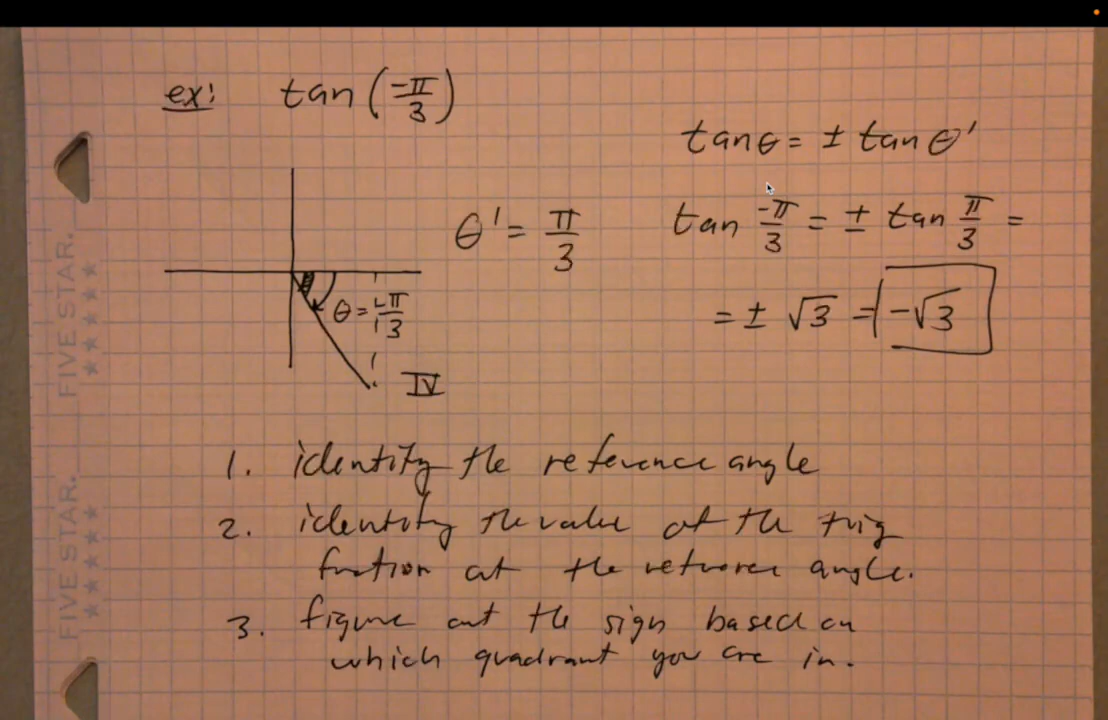 ex: tan (-π/3)
tanθ = ± tan θ'
θ' = π/3
tan -π/3 = ± tan π/3 =
= ± √3 = -√3
θ = -π/3
IV
1. identify the reference angle
2. identify the value of the trig
function at the reference angle.
3. figure out the sign based on
which quadrant you are in.
FIVE STAR.
FIVE STAR.